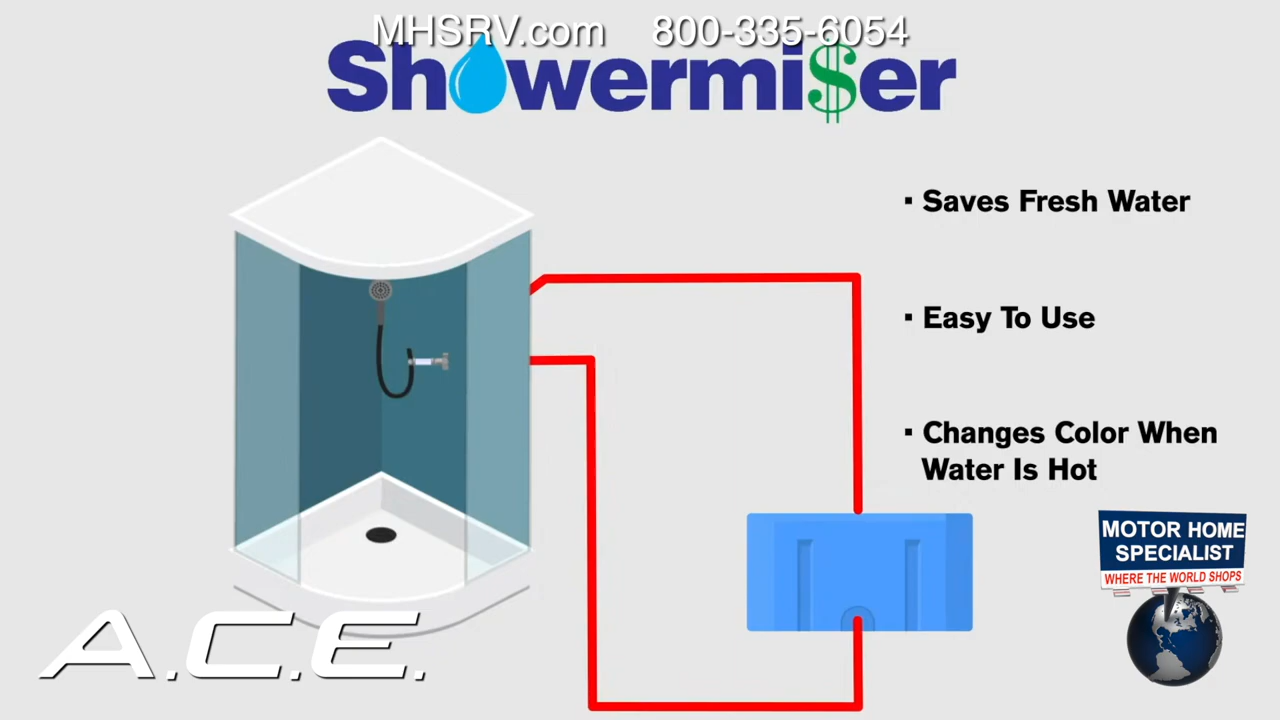 MHSRV.com 800-335-6054
Showermi$er
▪ Saves Fresh Water
▪ Easy To Use
▪ Changes Color When
Water Is Hot
MOTOR HOME
SPECIALIST
WHERE THE WORLD SHOPS
A.C.E.